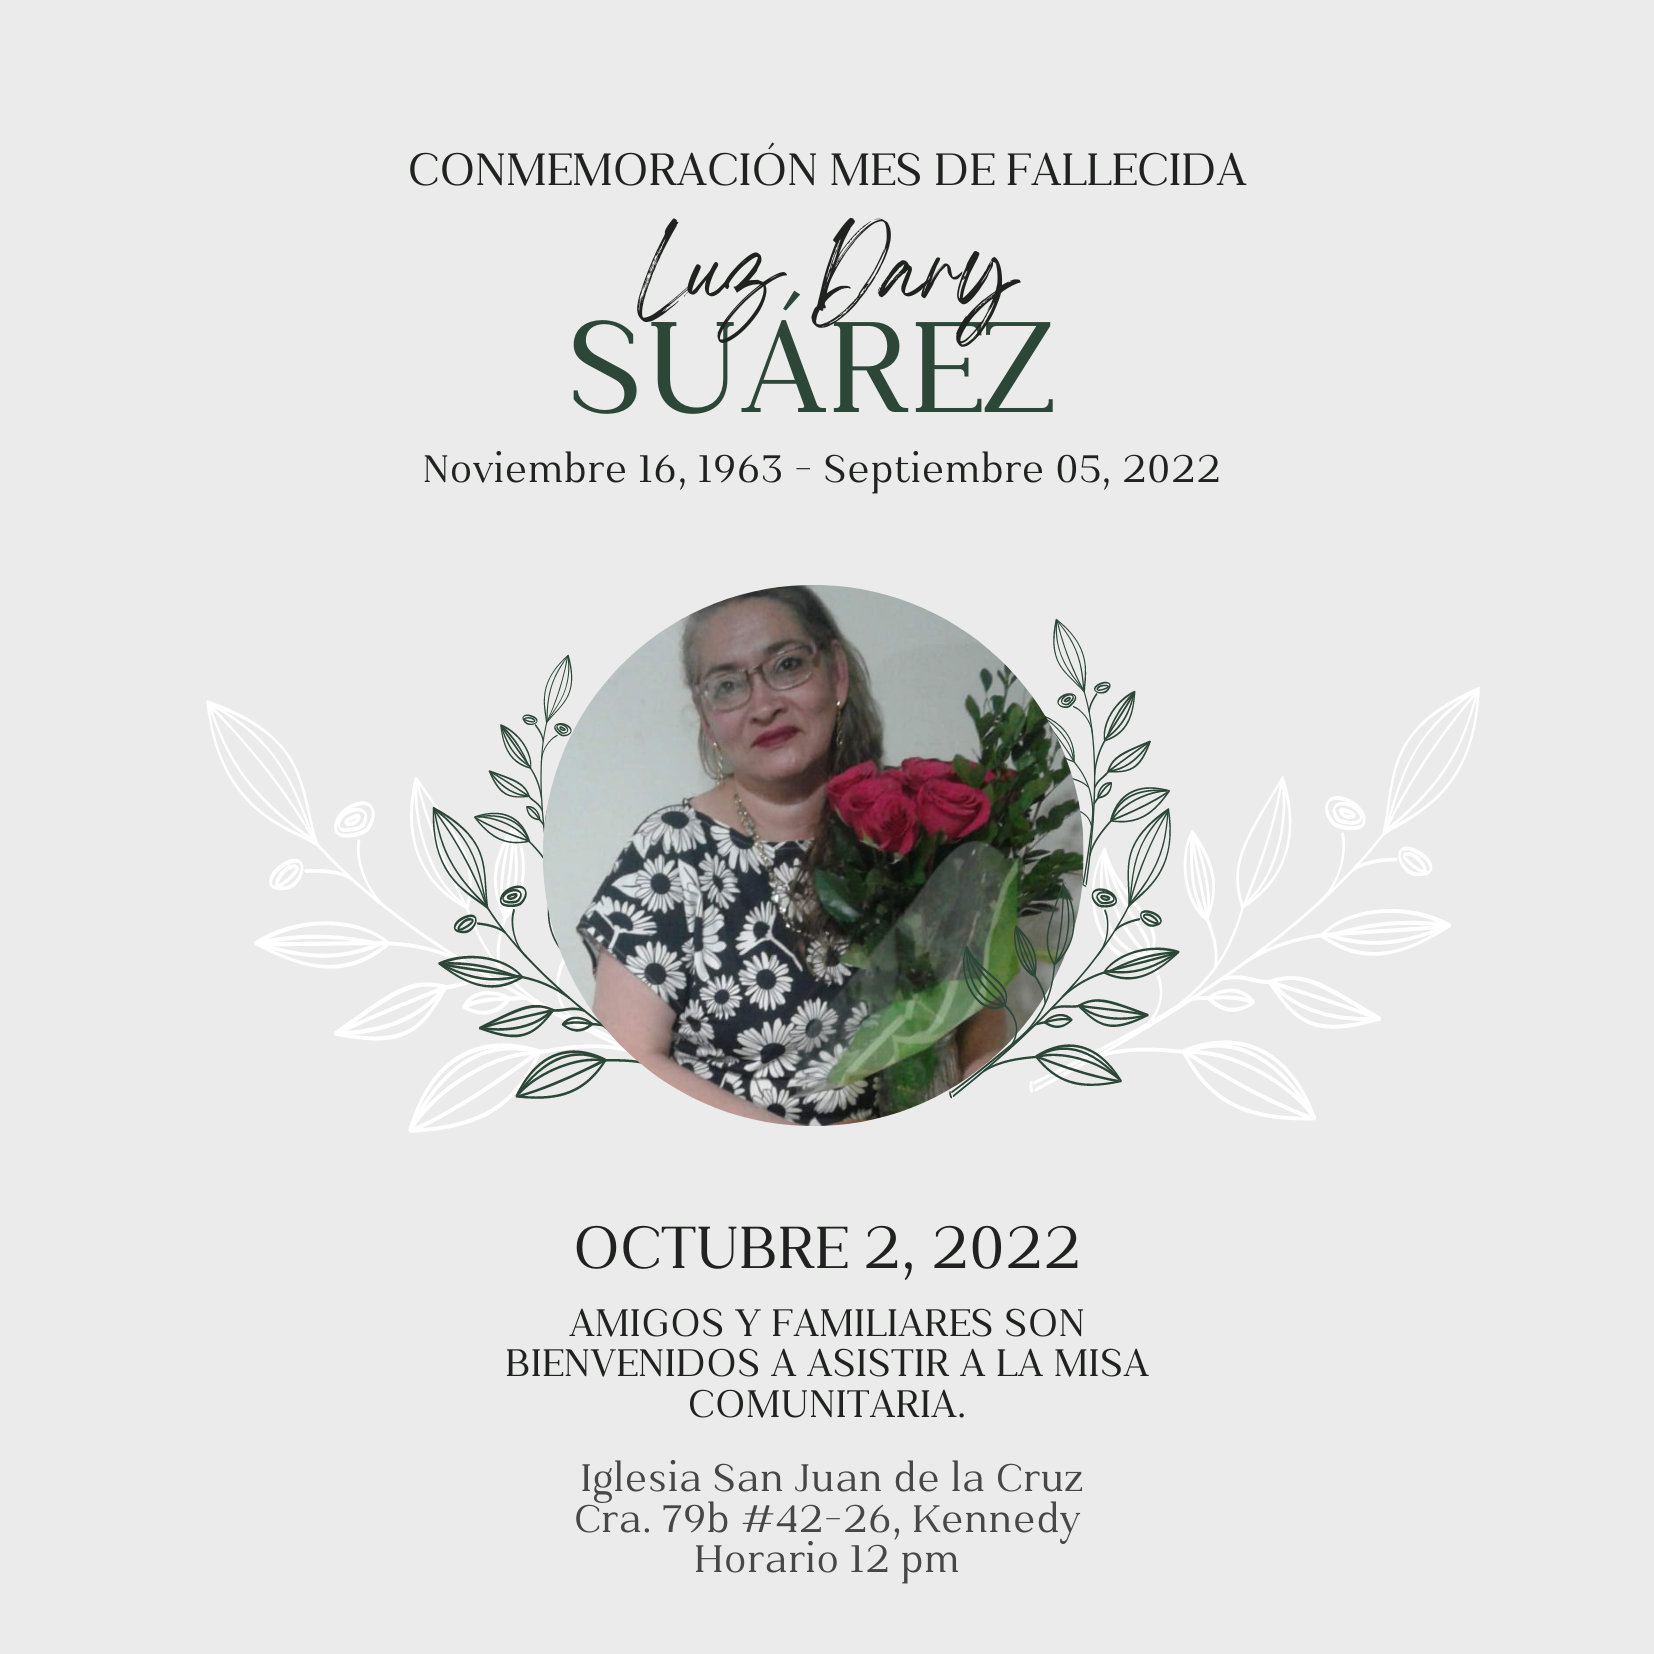 CONMEMORACIÓN MES DE FALLECIDA
Luz Dary
SUÁREZ
Noviembre 16, 1963 - Septiembre 05, 2022
OCTUBRE 2, 2022
AMIGOS Y FAMILIARES SON
BIENVENIDOS A ASISTIR A LA MISA
COMUNITARIA.
Iglesia San Juan de la Cruz
Cra. 79b #42-26, Kennedy
Horario 12 pm